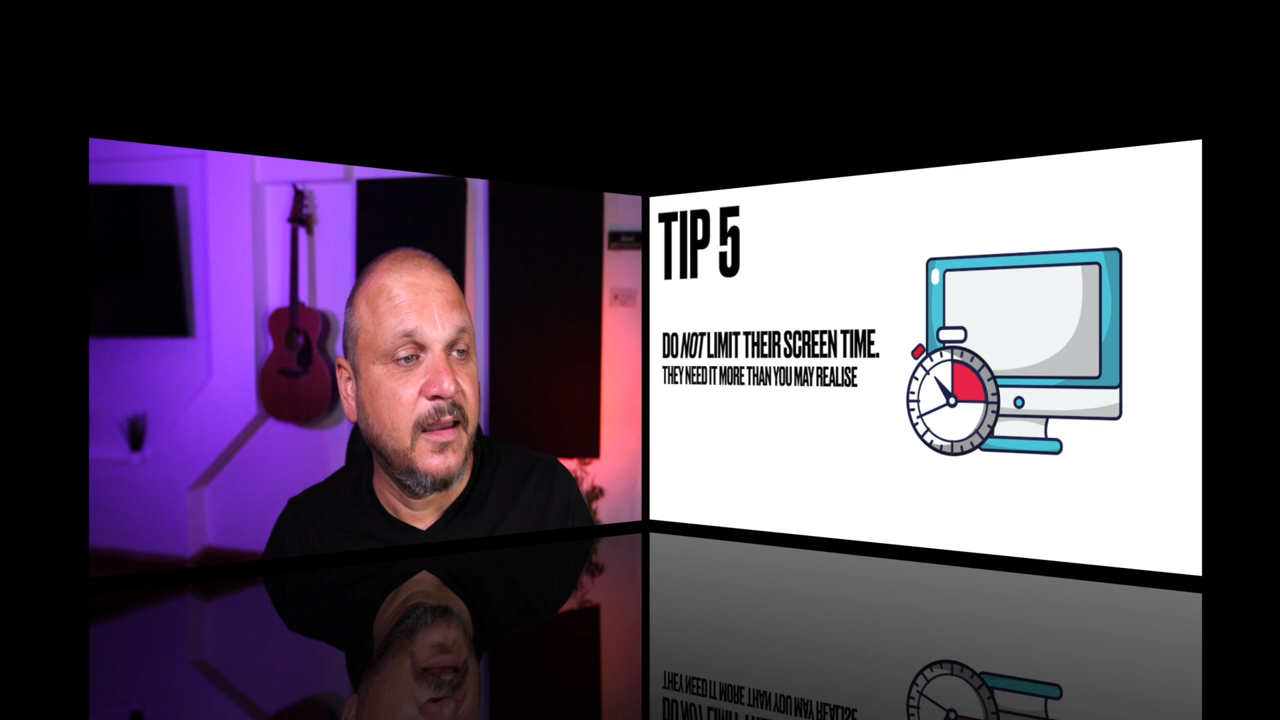 TIP 5
DO NOT LIMIT THEIR SCREEN TIME.
THEY NEED IT MORE THAN YOU MAY REALISE